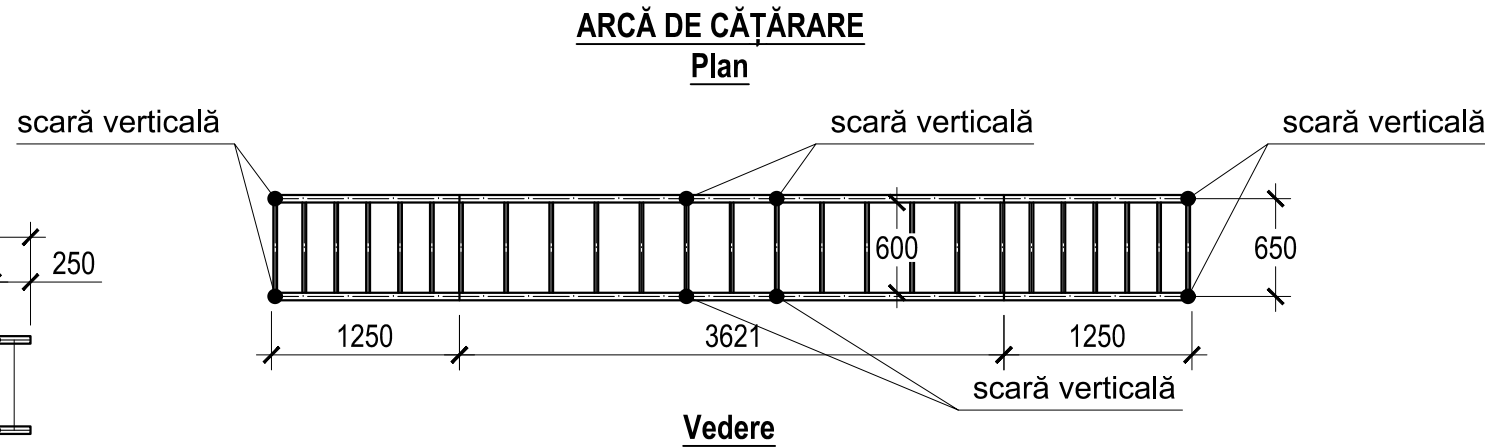 ARCĂ DE CĂȚĂRARE
Plan
scară verticală
scară verticală
scară verticală
250
600
650
1250
3621
1250
scară verticală
Vedere